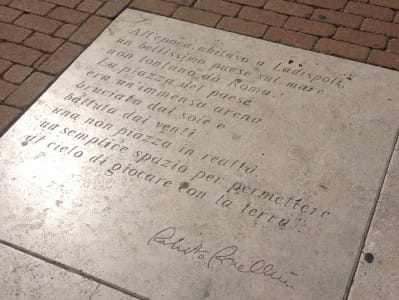 "All'epoca abitavo a Ladispoli,
un bellissimo paese sul mare
non lontano da Roma.
La piazza del paese
era un'immensa arena
bruciata dal sole e
battuta dai venti
una non piazza in realtà,
un semplice spazio per permettere
al cielo di giocare con la terra".
Roberto Rossellini